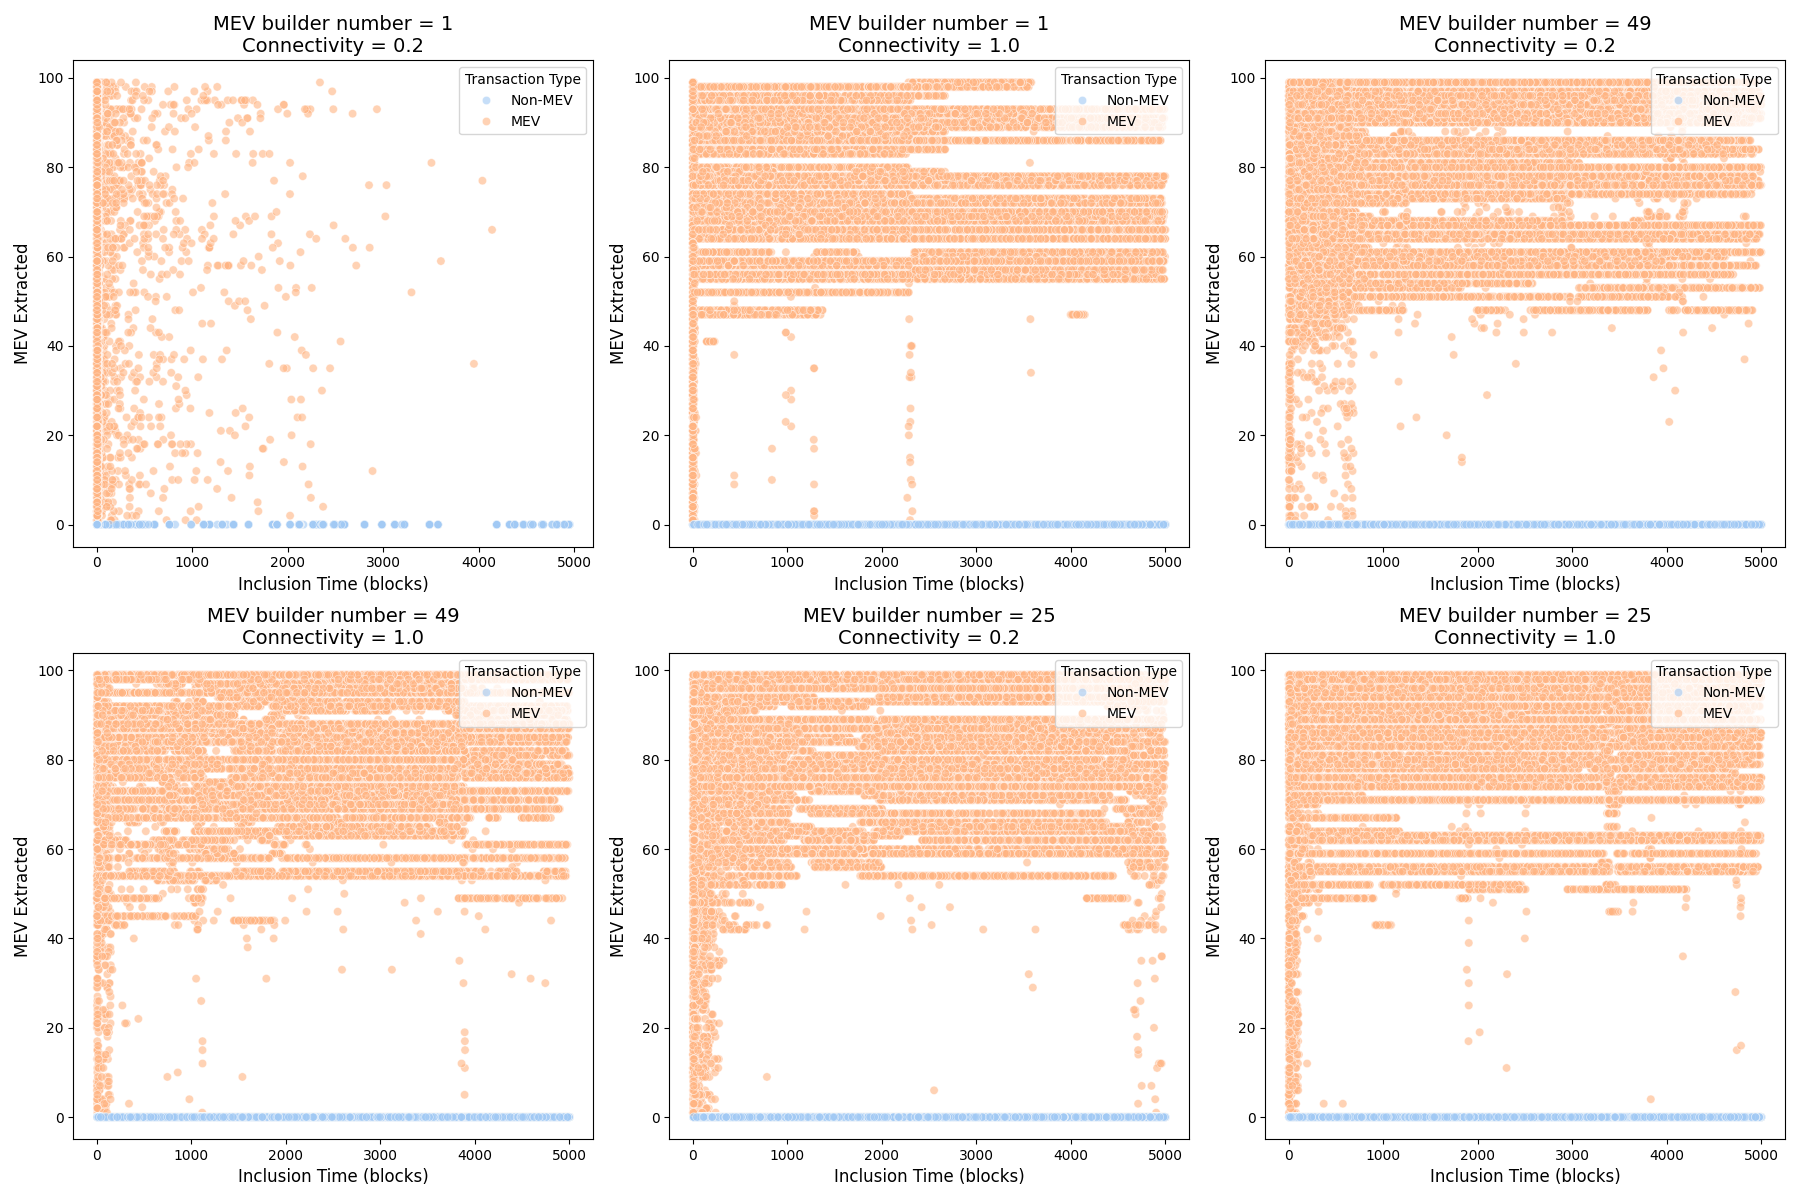 MEV builder number = 1
Connectivity = 0.2
MEV Extracted
100
80
60
40
20
0
Transaction Type
Non-MEV
MEV
0 1000 2000 3000 4000 5000
Inclusion Time (blocks)
MEV builder number = 1
Connectivity = 1.0
MEV Extracted
100
80
60
40
20
0
Transaction Type
Non-MEV
MEV
0 1000 2000 3000 4000 5000
Inclusion Time (blocks)
MEV builder number = 49
Connectivity = 0.2
MEV Extracted
100
80
60
40
20
0
Transaction Type
Non-MEV
MEV
0 1000 2000 3000 4000 5000
Inclusion Time (blocks)
MEV builder number = 49
Connectivity = 1.0
MEV Extracted
100
80
60
40
20
0
Transaction Type
Non-MEV
MEV
0 1000 2000 3000 4000 5000
Inclusion Time (blocks)
MEV builder number = 25
Connectivity = 0.2
MEV Extracted
100
80
60
40
20
0
Transaction Type
Non-MEV
MEV
0 1000 2000 3000 4000 5000
Inclusion Time (blocks)
MEV builder number = 25
Connectivity = 1.0
MEV Extracted
100
80
60
40
20
0
Transaction Type
Non-MEV
MEV
0 1000 2000 3000 4000 5000
Inclusion Time (blocks)